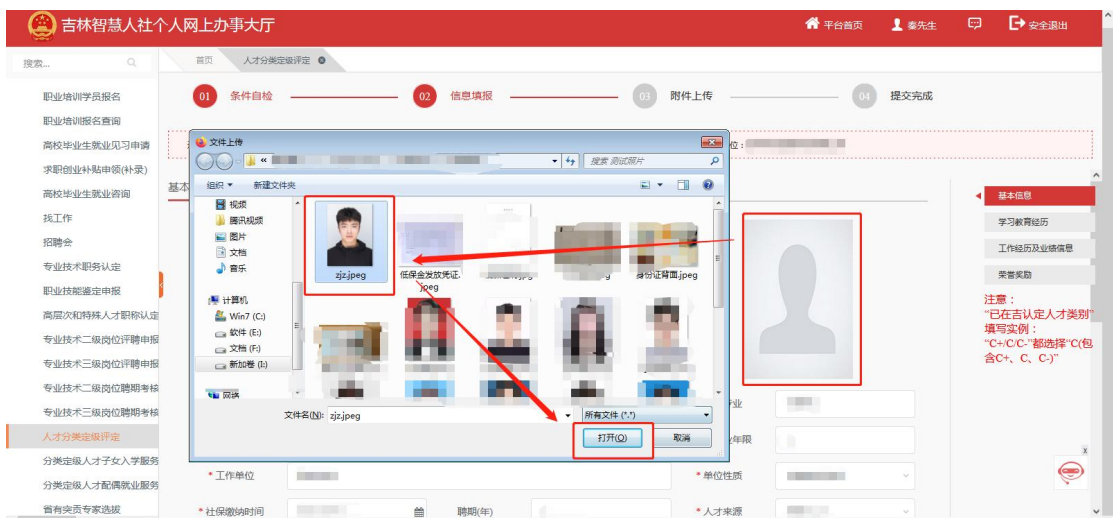 吉林智慧人社个人网上办事大厅
平台首页
秦先生
安全退出
搜索...
首页
人才分类定级评定
职业培训学员报名
职业培训报名查询
高校毕业生就业见习申请
求职创业补贴申领(补录)
高校毕业生就业咨询
找工作
招聘会
专业技术职务认定
职业技能鉴定申报
高层次和特殊人才职称认定
专业技术二级岗位评聘申报
专业技术三级岗位评聘申报
专业技术二级岗位聘期考核
专业技术三级岗位聘期考核
人才分类定级评定
分类定级人才子女入学服务
分类定级人才配偶就业服务
省有突贡专家选拔
01 条件自检
02 信息填报
03 附件上传
04 提交完成
位:
基本
文件上传
«
搜索 测试照片
组织
新建文件夹
视频
腾讯视频
图片
文档
音乐
计算机
Win7 (C:)
软件 (E:)
文档 (F:)
新加卷 (I:)
网络
zjz.jpeg
低保金发放凭证.jpeg
身份证背面.jpeg
文件名(N):
zjz.jpeg
所有文件 (*.*)
打开(O)
取消
业
年限
* 工作单位
* 单位性质
* 社保缴纳时间
聘期(年)
* 人才来源
基本信息
学习教育经历
工作经历及业绩信息
荣誉奖励
注意：
“已在吉认定人才类别”
填写实例：
“C+/C/C-”都选择“C(包
含C+、C、C-)”
x